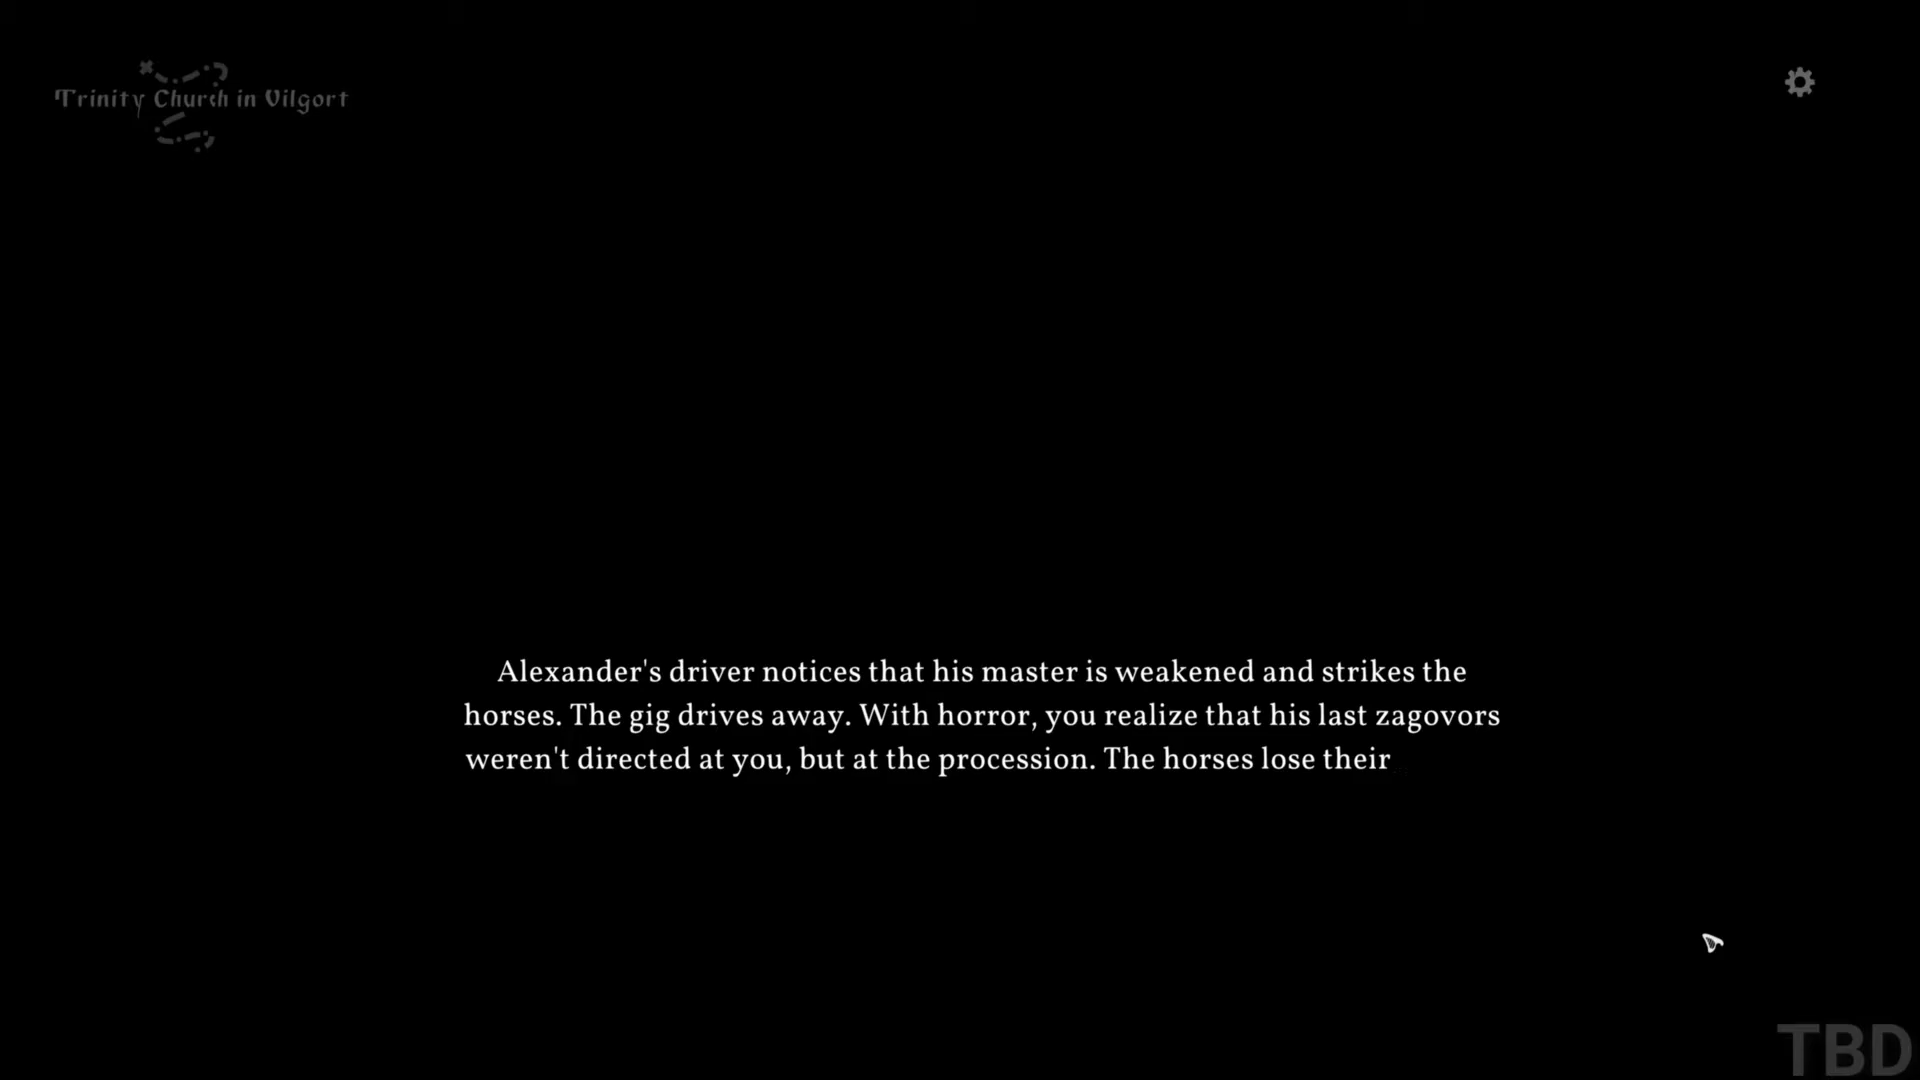 Trinity Church in Vilgort
Alexander's driver notices that his master is weakened and strikes the
horses. The gig drives away. With horror, you realize that his last zagovors
weren't directed at you, but at the procession. The horses lose their
TBD